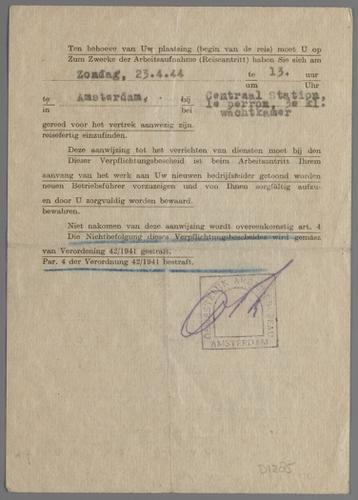 Ten behoeve van Uw plaatsing (begin van de reis) moet U op
Zum Zwecke der Arbeitsaufnahme (Reiseantritt) haben Sie sich am
Zondag, 23.4.44 te 13. uur
um Uhr
te Amsterdam, bij Centraal Station,
in bei 1e perron, 3e kl.
wachtkamer
gereed voor het vertrek aanwezig zijn.
reisefertig einzufinden.
Deze aanwijzing tot het verrichten van diensten moet bij den
Dieser Verpflichtungsbescheid ist beim Arbeitsantritt Ihrem
aanvang van het werk aan Uw nieuwen bedrijfsleider getoond worden
neuen Betriebsführer vorzuzeigen und von Ihnen sorgfältig aufzu-
en door U zorgvuldig worden bewaard.
bewahren.
Niet nakomen van deze aanwijzing wordt overeenkomstig art. 4
Die Nichtbefolgung dieses Verpflichtungsbescheides wird gemäsz
van Verordening 42/1941 gestraft.
Par. 4 der Verordnung 42/1941 bestraft.
AMSTERDAM
D1225